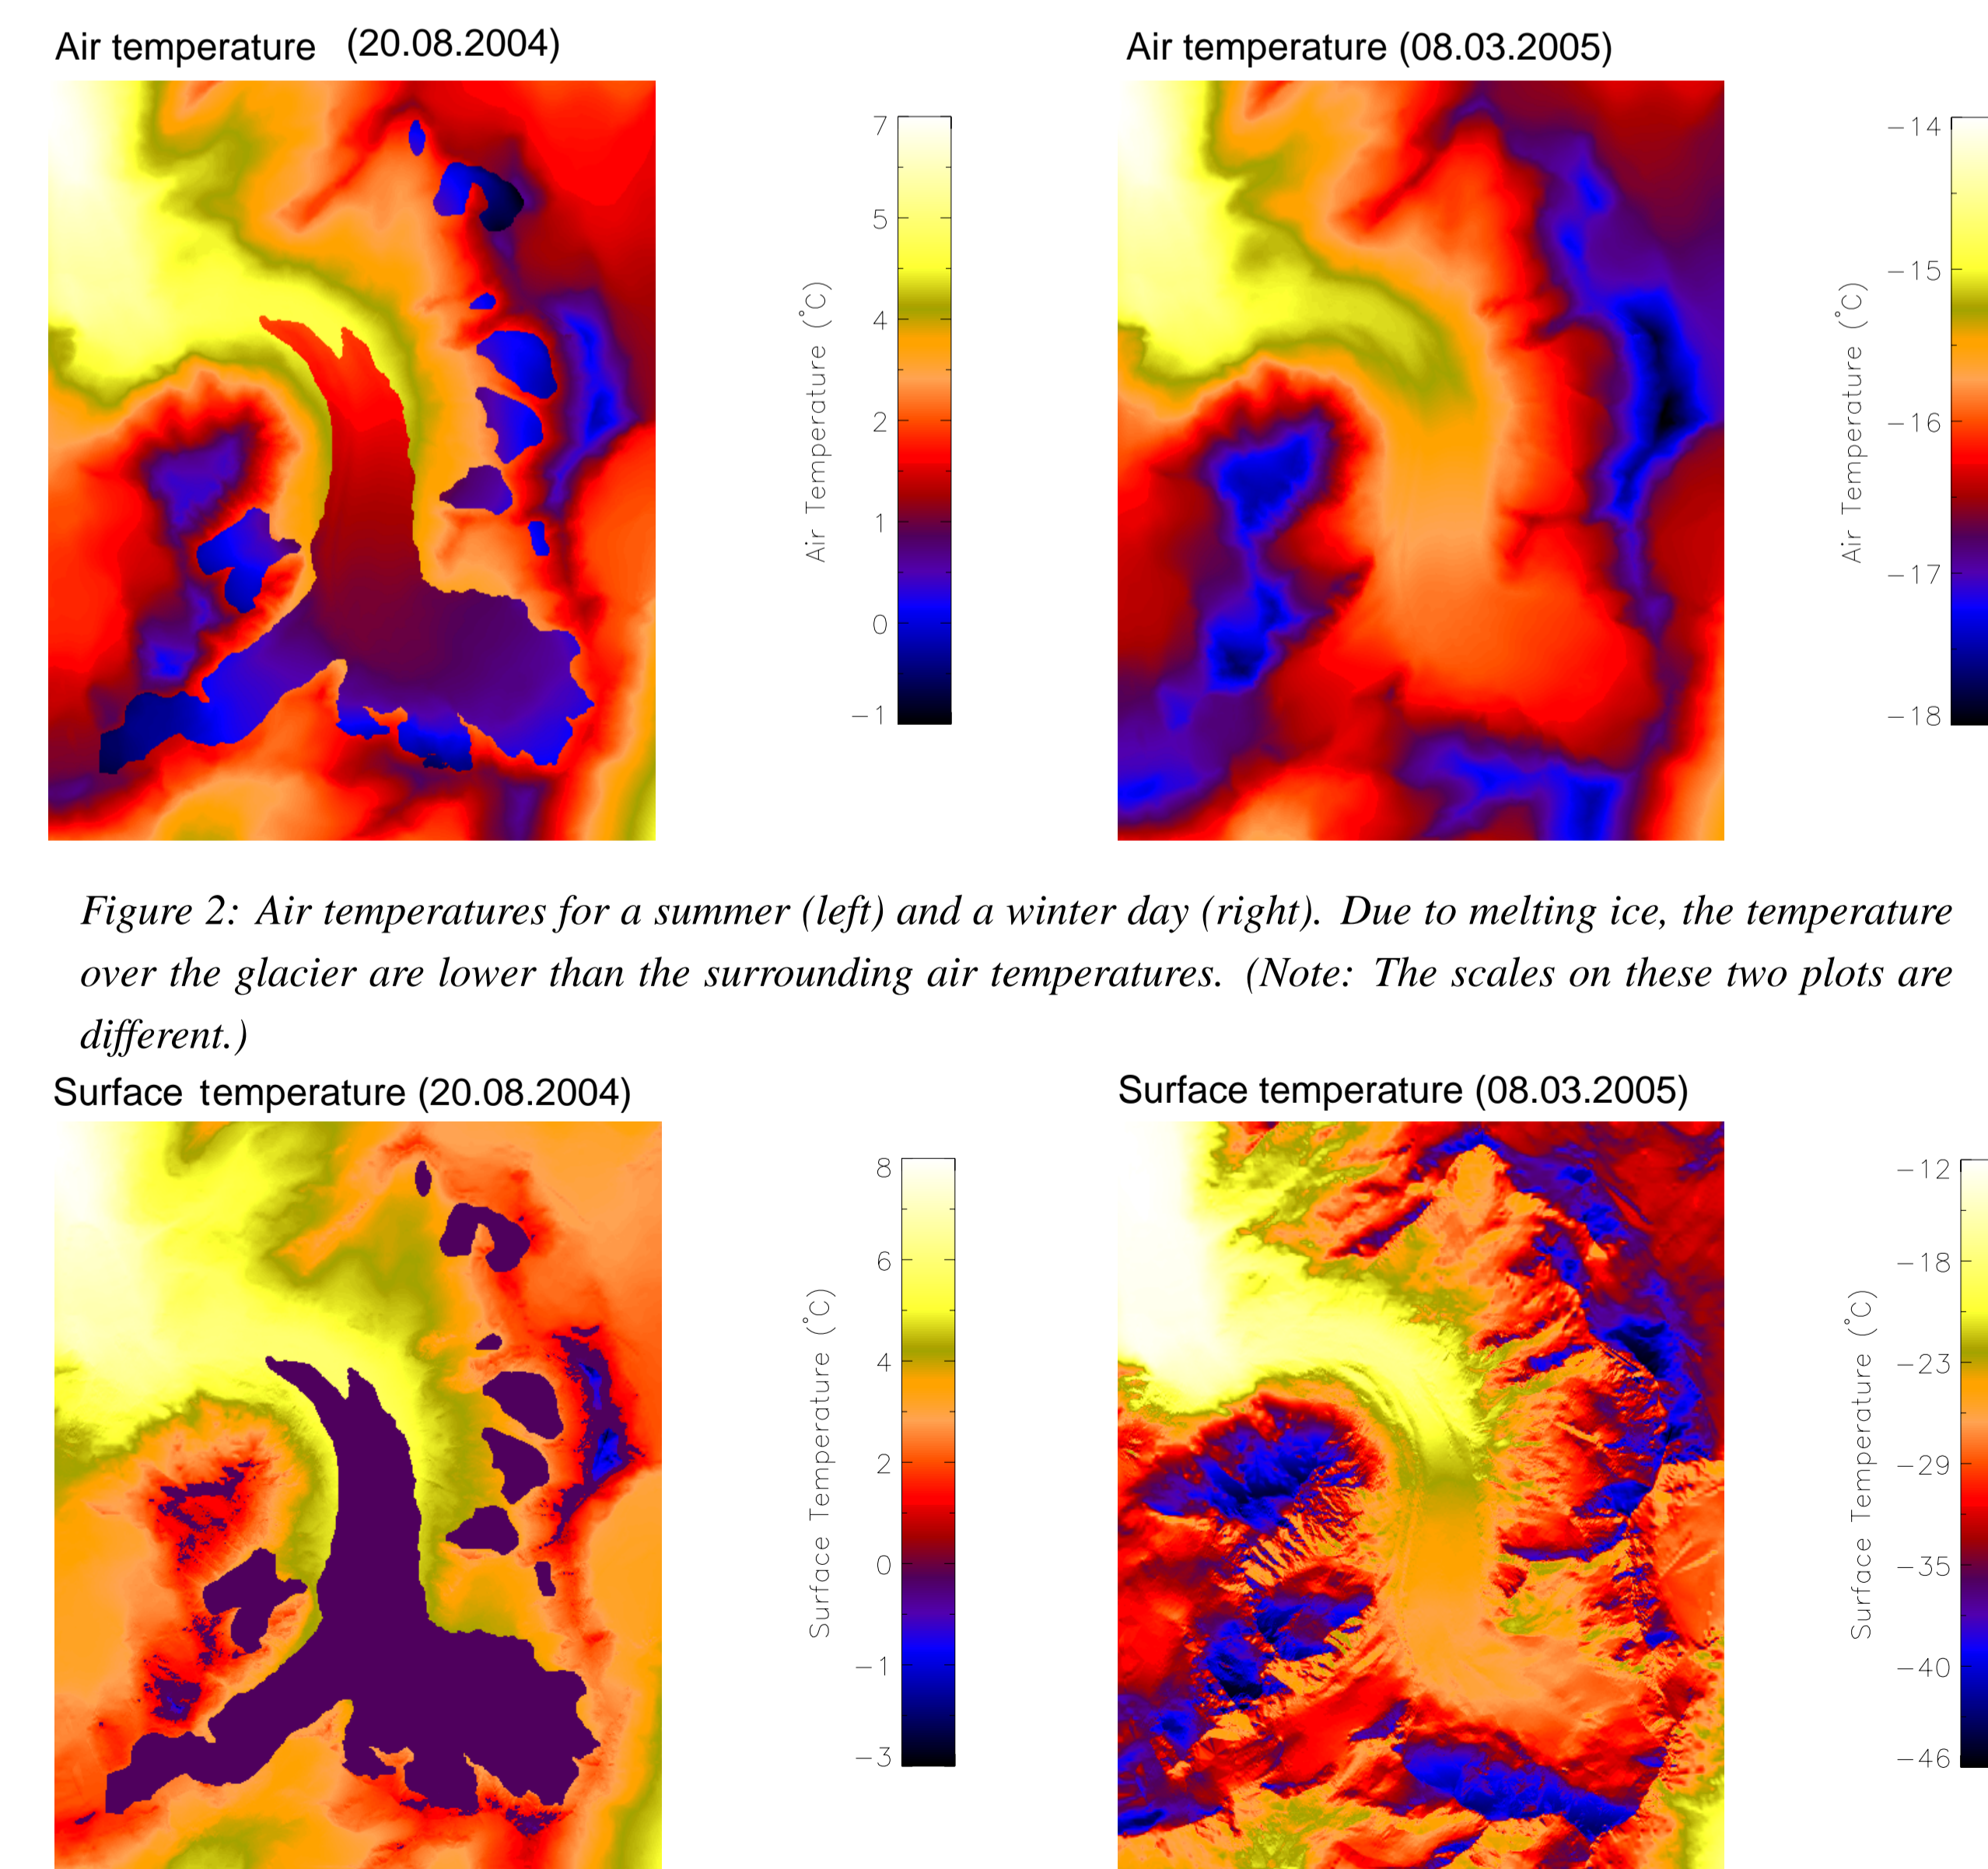 Air temperature (20.08.2004)
Air temperature (08.03.2005)
7
5
4
2
1
0
−1
Air Temperature (°C)
−14
−15
−16
−17
−18
Air Temperature (°C)
Figure 2: Air temperatures for a summer (left) and a winter day (right). Due to melting ice, the temperature
over the glacier are lower than the surrounding air temperatures. (Note: The scales on these two plots are
different.)
Surface temperature (20.08.2004)
Surface temperature (08.03.2005)
8
6
4
2
0
−1
−3
Surface Temperature (°C)
−12
−18
−23
−29
−35
−40
−46
Surface Temperature (°C)